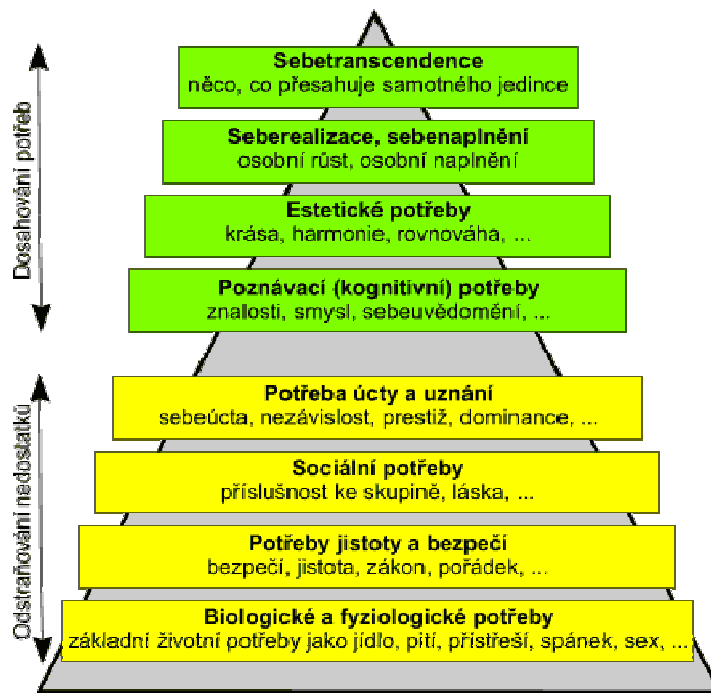 Dosahování potřeb
Sebetranscendence
něco, co přesahuje samotného jedince
Seberealizace, sebenaplnění
osobní růst, osobní naplnění
Estetické potřeby
krása, harmonie, rovnováha, ...
Poznávací (kognitivní) potřeby
znalosti, smysl, sebeuvědomění, ...
Odstraňování nedostatků
Potřeba úcty a uznání
sebeúcta, nezávislost, prestiž, dominance, ...
Sociální potřeby
příslušnost ke skupině, láska, ...
Potřeby jistoty a bezpečí
bezpečí, jistota, zákon, pořádek, ...
Biologické a fyziologické potřeby
základní životní potřeby jako jídlo, pití, přístřeší, spánek, sex, ...